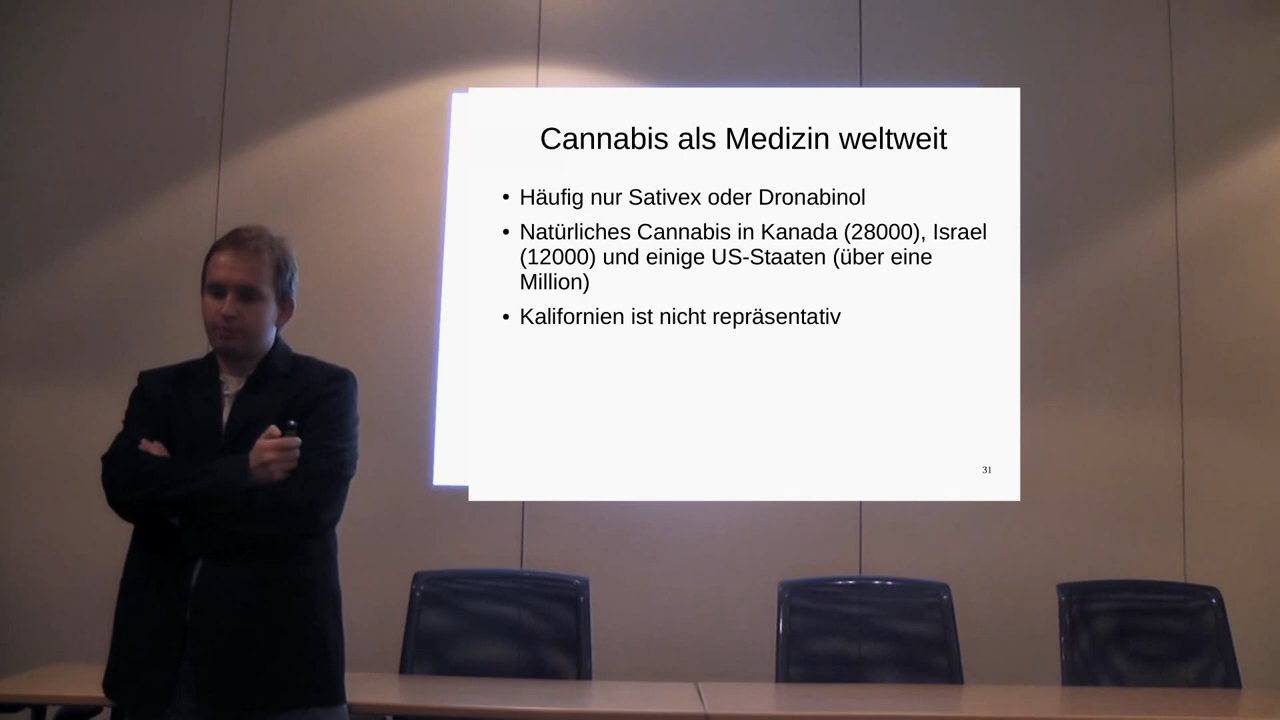 Cannabis als Medizin weltweit
• Häufig nur Sativex oder Dronabinol
• Natürliches Cannabis in Kanada (28000), Israel
(12000) und einige US-Staaten (über eine
Million)
• Kalifornien ist nicht repräsentativ
31